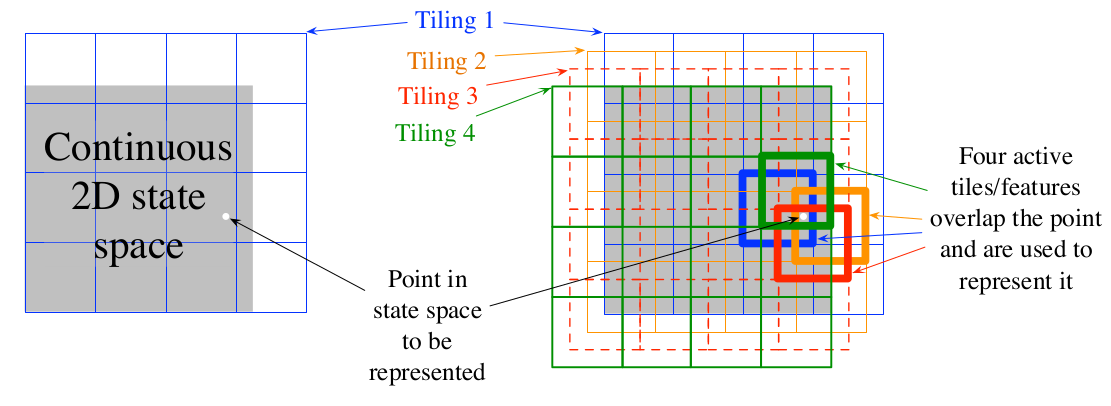 Tiling 1
Tiling 2
Tiling 3
Tiling 4
Continuous
2D state
space
Point in
state space
to be
represented
Four active
tiles/features
overlap the point
and are used to
represent it